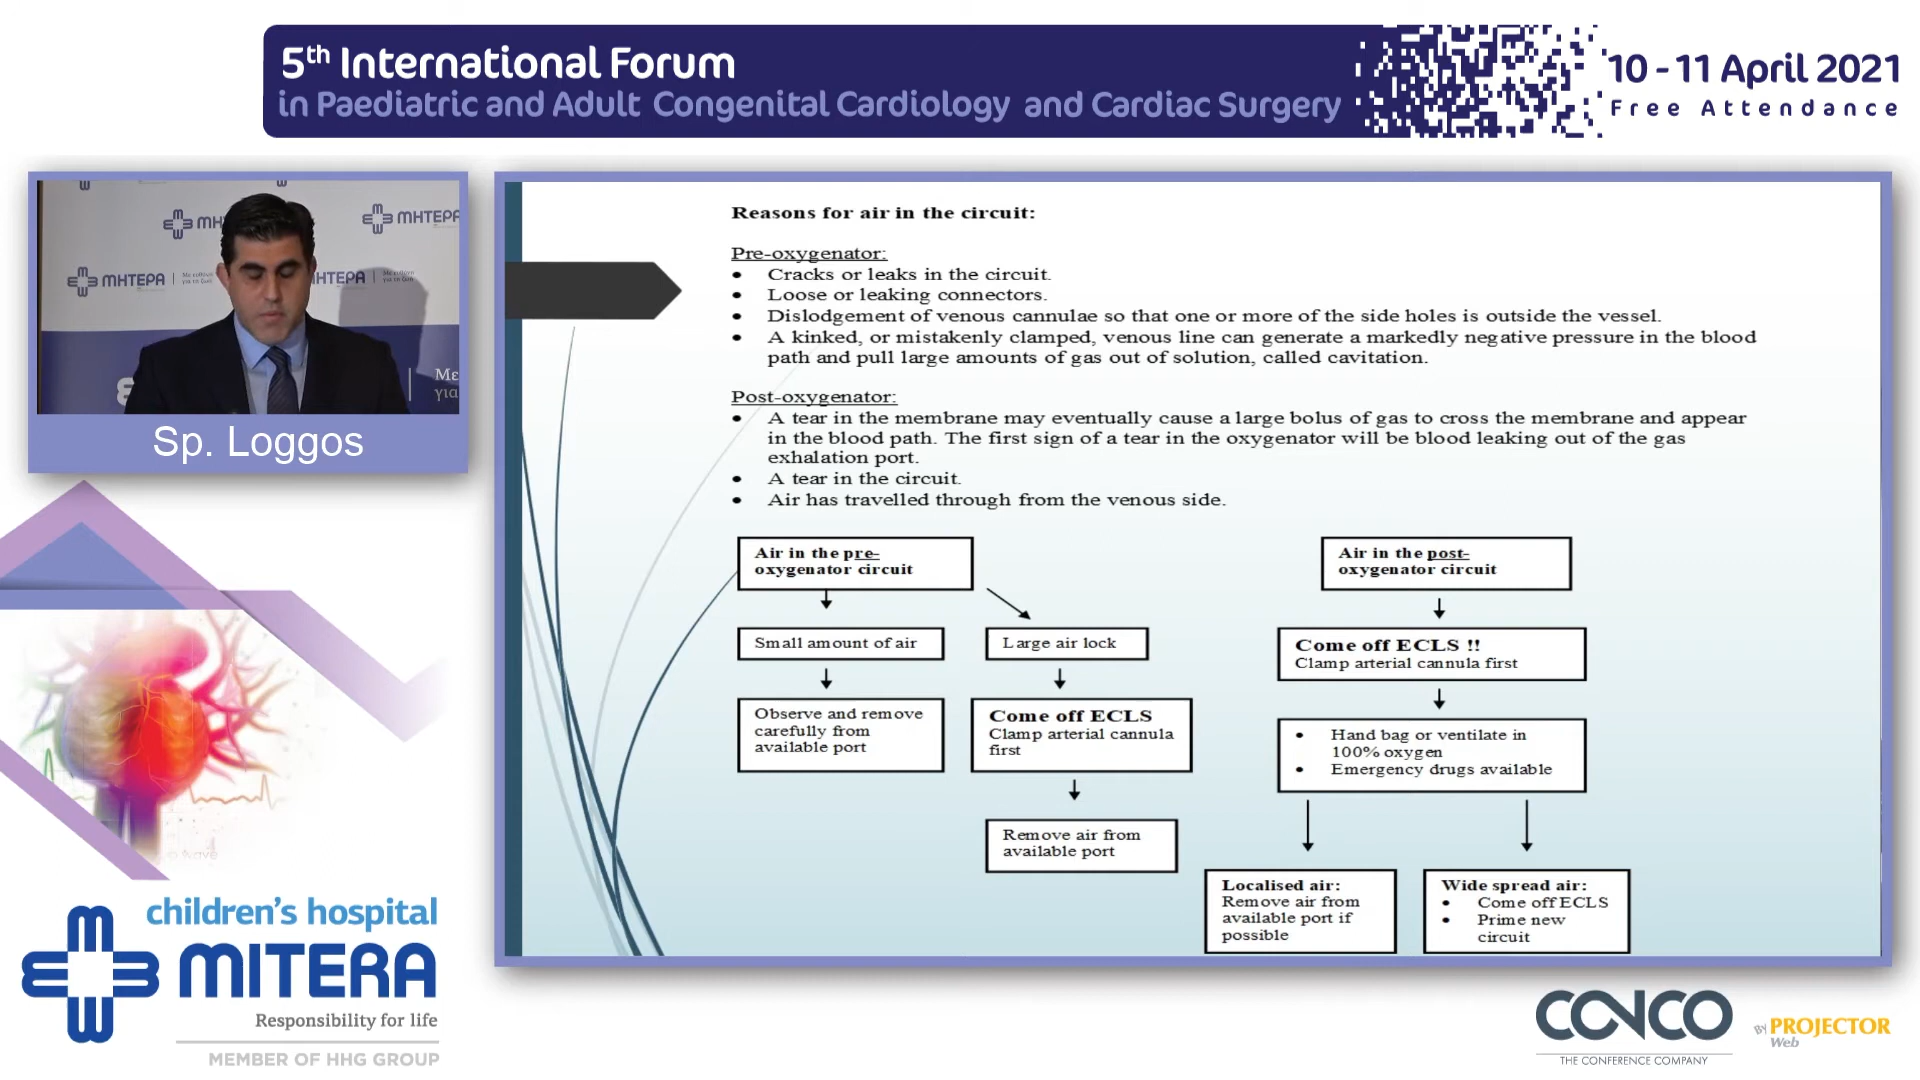 5th International Forum
in Paediatric and Adult Congenital Cardiology and Cardiac Surgery
10 - 11 April 2021
Free Attendance
ΜΗΤΕΡΑ
ΜΗΤΕΡΑ
Με
για
Sp. Loggos
Reasons for air in the circuit:
Pre-oxygenator:
• Cracks or leaks in the circuit.
• Loose or leaking connectors.
• Dislodgement of venous cannulae so that one or more of the side holes is outside the vessel.
• A kinked, or mistakenly clamped, venous line can generate a markedly negative pressure in the blood
path and pull large amounts of gas out of solution, called cavitation.
Post-oxygenator:
• A tear in the membrane may eventually cause a large bolus of gas to cross the membrane and appear
in the blood path. The first sign of a tear in the oxygenator will be blood leaking out of the gas
exhalation port.
• A tear in the circuit.
• Air has travelled through from the venous side.
Air in the pre-
oxygenator circuit
Small amount of air
Observe and remove
carefully from
available port
Large air lock
Come off ECLS
Clamp arterial cannula
first
Remove air from
available port
Air in the post-
oxygenator circuit
Come off ECLS !!
Clamp arterial cannula first
• Hand bag or ventilate in
100% oxygen
• Emergency drugs available
Localised air:
Remove air from
available port if
possible
Wide spread air:
• Come off ECLS
• Prime new
circuit
children's hospital
MITERA
Responsibility for life
MEMBER OF HHG GROUP
CONCO
THE CONFERENCE COMPANY
BY PROJECTOR
Web